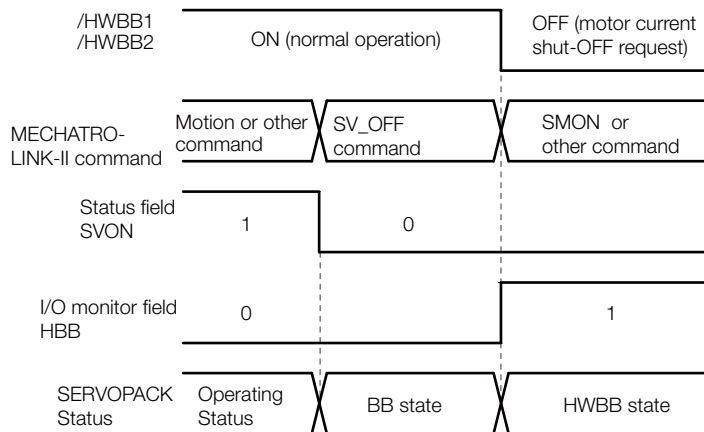 /HWBB1
/HWBB2
ON (normal operation)
OFF (motor current
shut-OFF request)
MECHATRO-
LINK-II command
Motion or other
command
SV_OFF
command
SMON or
other command
Status field
SVON
1
0
I/O monitor field
HBB
0
1
SERVOPACK
Status
Operating
Status
BB state
HWBB state